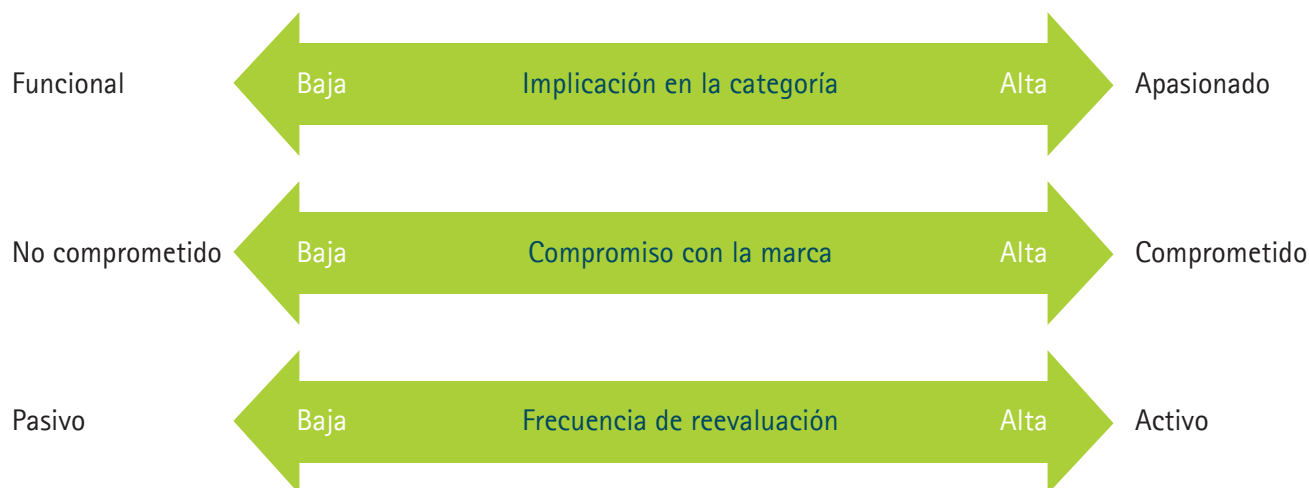 Funcional Baja Implicación en la categoría Alta Apasionado
No comprometido Baja Compromiso con la marca Alta Comprometido
Pasivo Baja Frecuencia de reevaluación Alta Activo